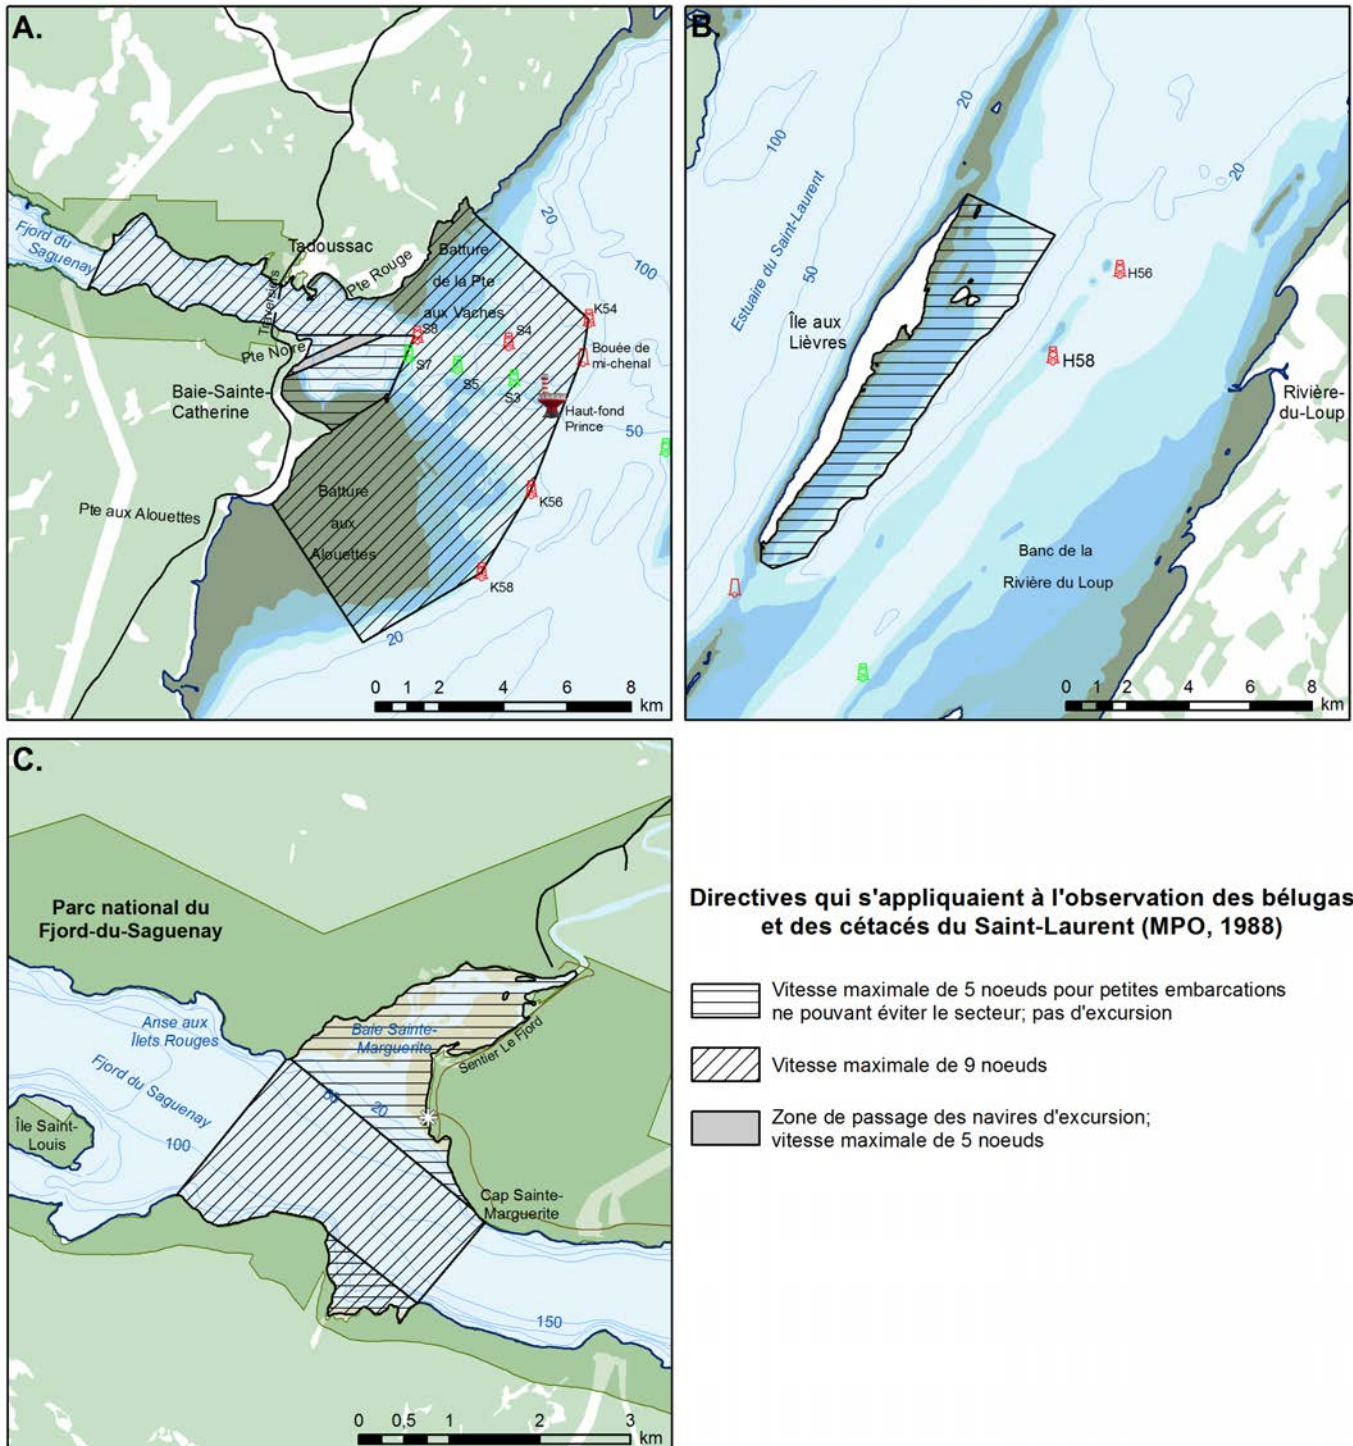 A.
Fjord du
Saguenay
Tadoussac
Traversiers
Pte Rouge
Batture
de la Pte
aux Vaches
20
100
K54
S8
S4
Pte Noire
S7
S5
S3
Bouée de
mi-chenal
Baie-Sainte-
Catherine
Haut-fond
Prince
50
Pte aux Alouettes
Batture
aux
Alouettes
K56
K58
20
0 1 2 4 6 8
km
B.
20
100
Estuaire du Saint-Laurent
50
20
H56
Île aux
Lièvres
H58
Rivière-
du-Loup
Banc de la
Rivière du Loup
0 1 2 4 6 8
km
C.
Parc national du
Fjord-du-Saguenay
Anse aux
Îlets Rouges
Baie Sainte-
Marguerite
Sentier Le Fjord
Fjord du Saguenay
50
20
Île Saint-
Louis
100
Cap Sainte-
Marguerite
150
0 0,5 1 2 3
km
Directives qui s'appliquaient à l'observation des bélugas
et des cétacés du Saint-Laurent (MPO, 1988)
Vitesse maximale de 5 noeuds pour petites embarcations
ne pouvant éviter le secteur; pas d'excursion
Vitesse maximale de 9 noeuds
Zone de passage des navires d'excursion;
vitesse maximale de 5 noeuds